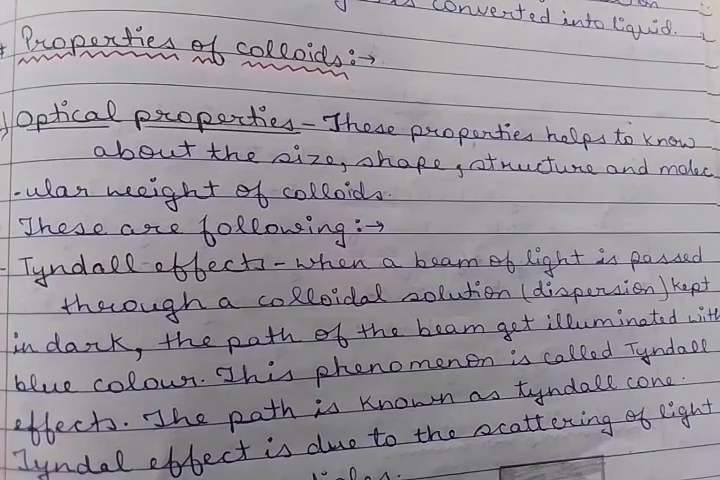 is converted into liquid.
* Properties of colloids:→
Optical properties - These properties helps to know
about the size, shape, structure and molec
-ular weight of colloids.
These are following:→
- Tyndall effects - when a beam of light is passed
through a colloidal solution (dispersion) kept
in dark, the path of the beam get illuminated with
blue colour. This phenomenon is called Tyndall
effects. The path is known as tyndall cone.
Tyndal effect is due to the scattering of light